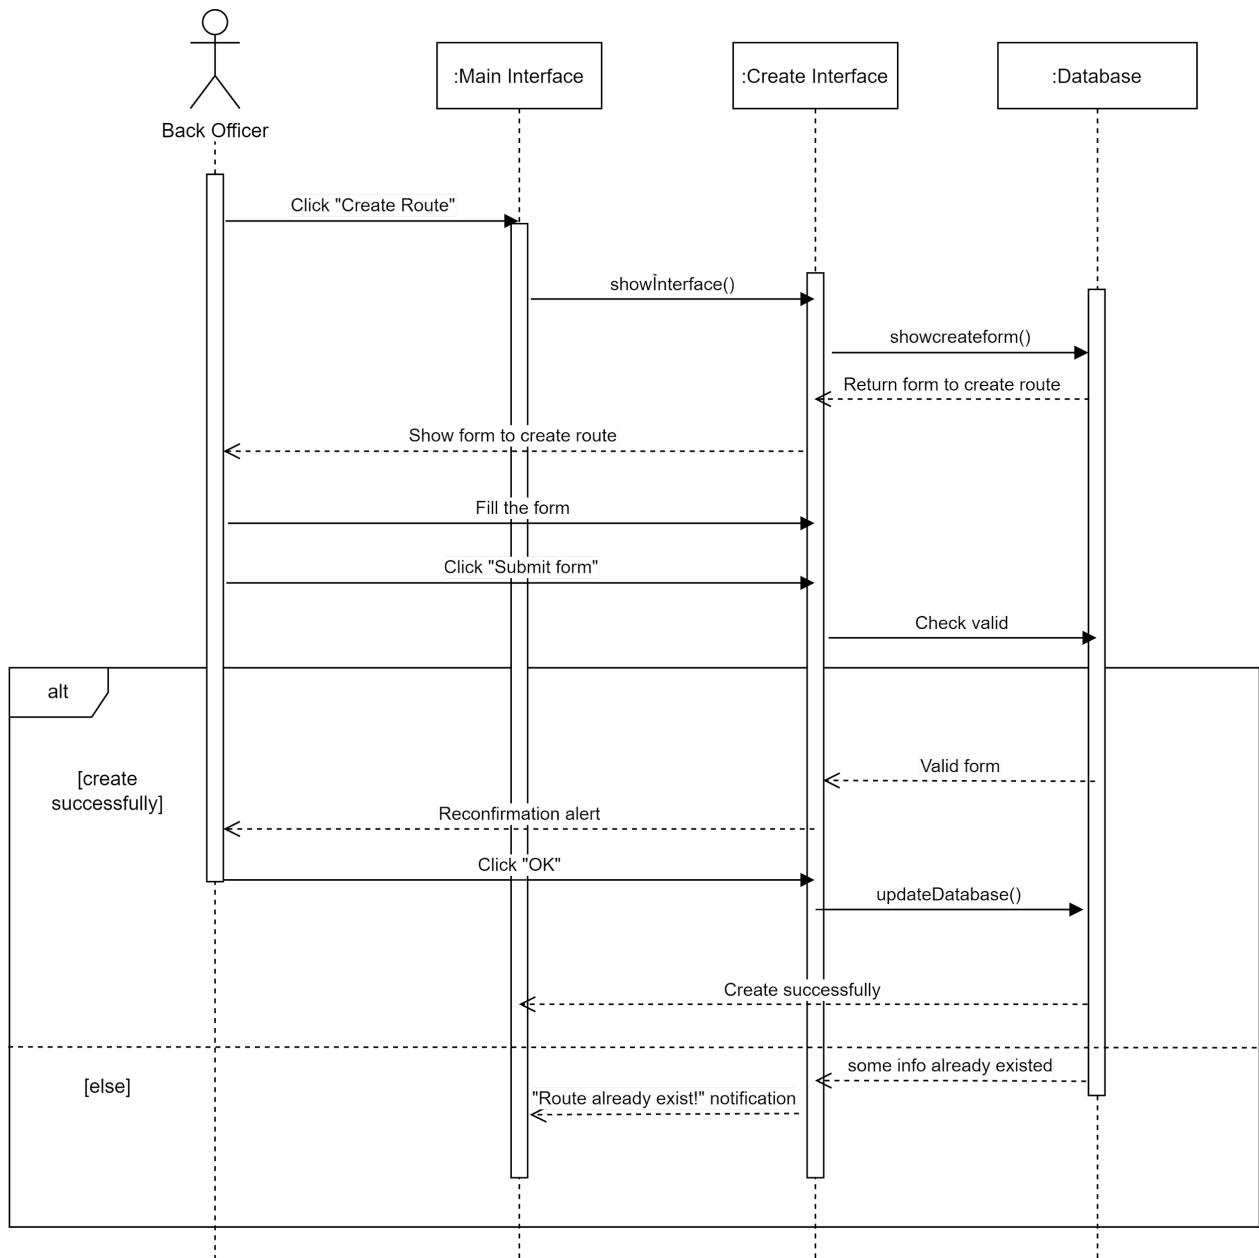 :Main Interface
:Create Interface
:Database
Back Officer
Click "Create Route"
showInterface()
showcreateform()
Return form to create route
Show form to create route
Fill the form
Click "Submit form"
Check valid
alt
[create
successfully]
Valid form
Reconfirmation alert
Click "OK"
updateDatabase()
Create successfully
[else]
some info already existed
"Route already exist!" notification